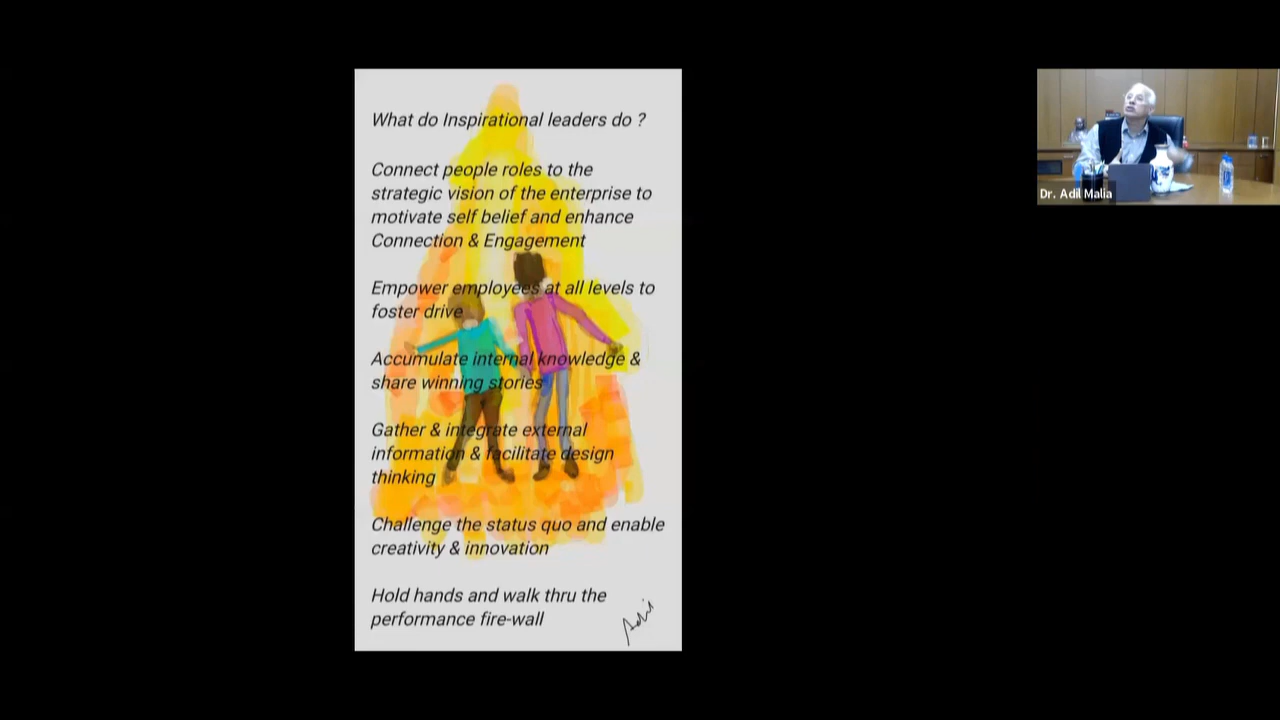 What do Inspirational leaders do ?
Connect people roles to the
strategic vision of the enterprise to
motivate self belief and enhance
Connection & Engagement
Empower employees at all levels to
foster drive
Accumulate internal knowledge &
share winning stories
Gather & integrate external
information & facilitate design
thinking
Challenge the status quo and enable
creativity & innovation
Hold hands and walk thru the
performance fire-wall
Adil
Dr. Adil Malia